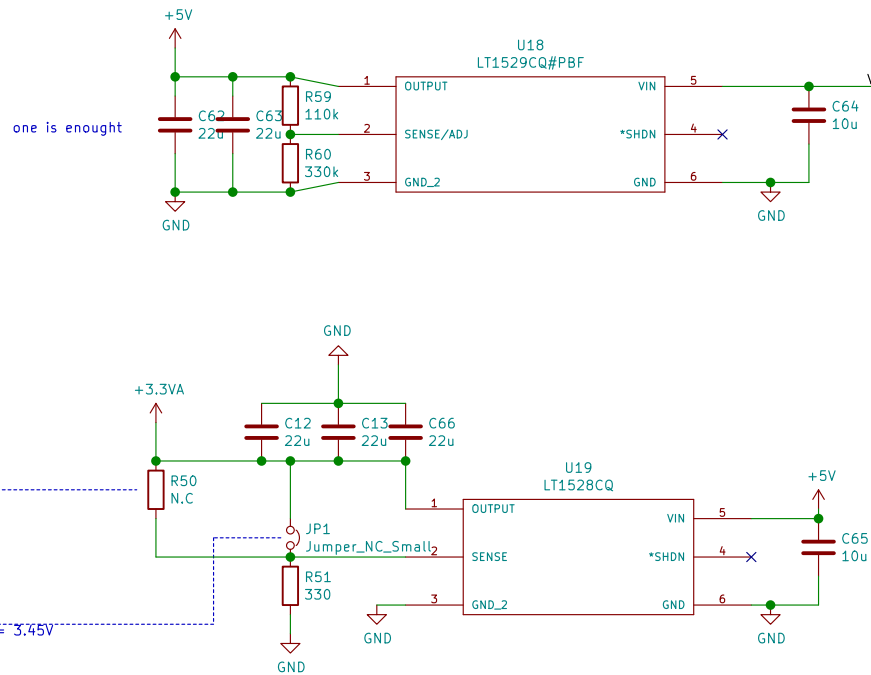 +5V
U18
LT1529CQ#PBF
1
OUTPUT
VIN
5
R59
110k
C62
22u
C63
22u
C64
10u
one is enought
2
SENSE/ADJ
*SHDN
4
R60
330k
3
GND_2
GND
6
GND
GND
GND
+3.3VA
C12
22u
C13
22u
C66
22u
U19
LT1528CQ
+5V
R50
N.C
1
OUTPUT
VIN
5
JP1
Jumper_NC_Small
C65
10u
2
SENSE
*SHDN
4
R51
330
3
GND_2
GND
6
= 3.45V
GND
GND
GND